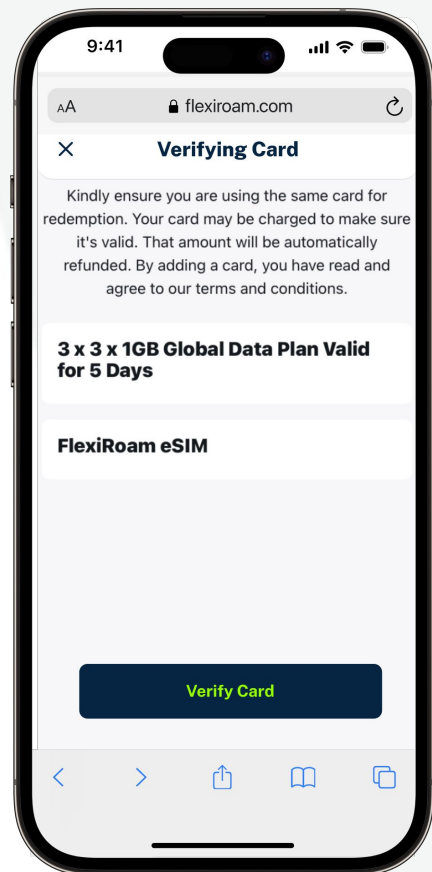 9:41
AA
flexiroam.com
Verifying Card
Kindly ensure you are using the same card for
redemption. Your card may be charged to make sure
it's valid. That amount will be automatically
refunded. By adding a card, you have read and
agree to our terms and conditions.
3 x 3 x 1GB Global Data Plan Valid
for 5 Days
FlexiRoam eSIM
Verify Card